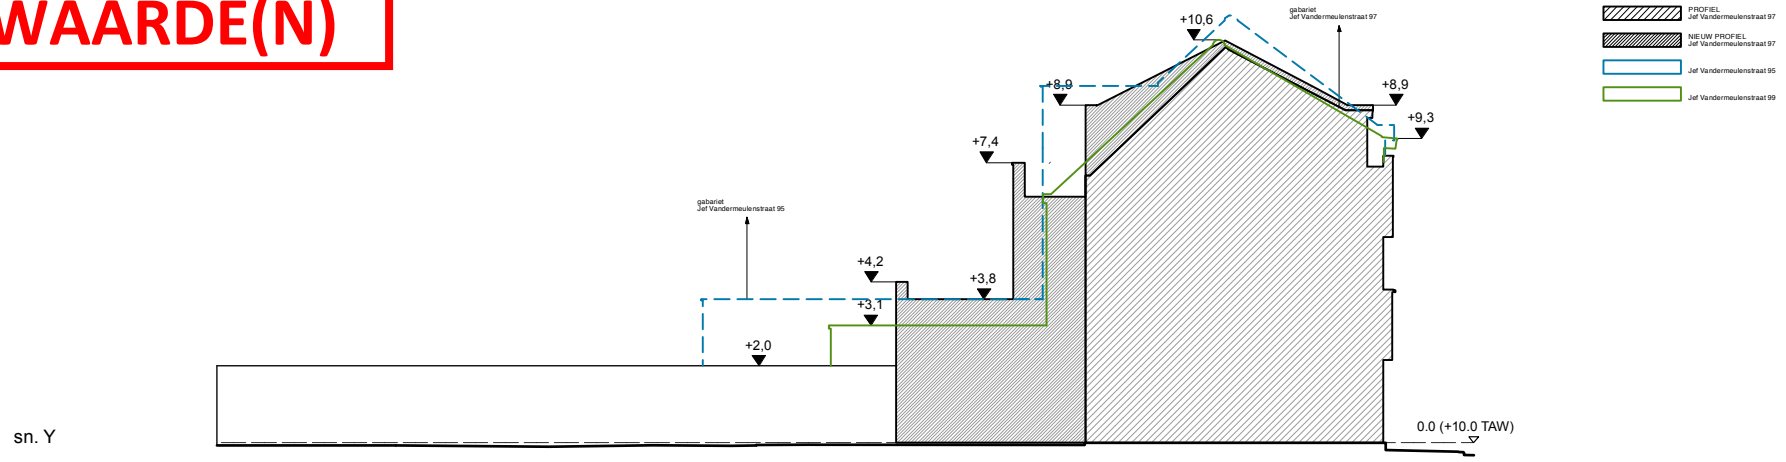 WAARDE(N)
gabariet
Jef Vandermeulenstraat 97
PROFIEL
Jef Vandermeulenstraat 97
NIEUW PROFIEL
Jef Vandermeulenstraat 97
Jef Vandermeulenstraat 95
Jef Vandermeulenstraat 99
+10,6
+8,9
+8,9
+9,3
+7,4
gabariet
Jef Vandermeulenstraat 95
+4,2
+3,8
+3,1
+2,0
0.0 (+10.0 TAW)
sn. Y